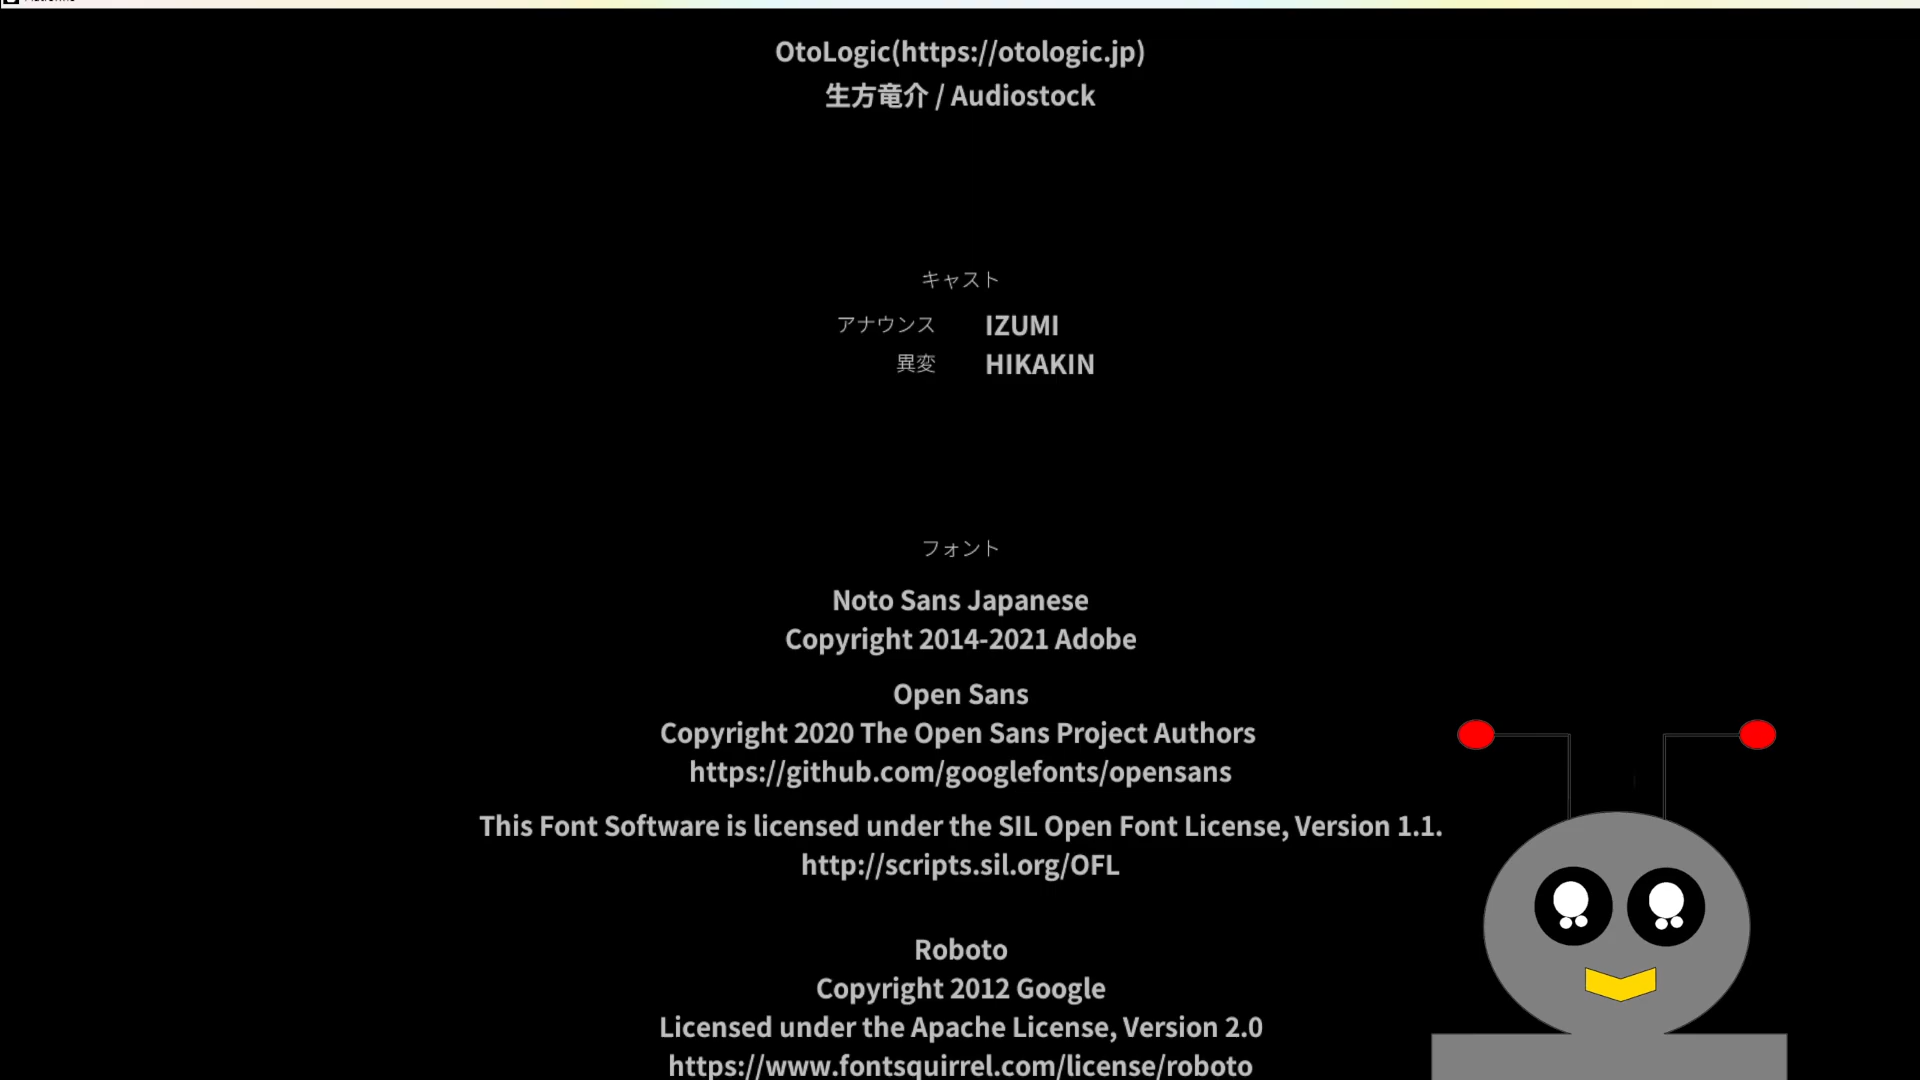 OtoLogic(https://otologic.jp)
生方竜介 / Audiostock
キャスト
アナウンス IZUMI
異変 HIKAKIN
フォント
Noto Sans Japanese
Copyright 2014-2021 Adobe
Open Sans
Copyright 2020 The Open Sans Project Authors
https://github.com/googlefonts/opensans
This Font Software is licensed under the SIL Open Font License, Version 1.1.
http://scripts.sil.org/OFL
Roboto
Copyright 2012 Google
Licensed under the Apache License, Version 2.0
https://www.fontsquirrel.com/license/roboto